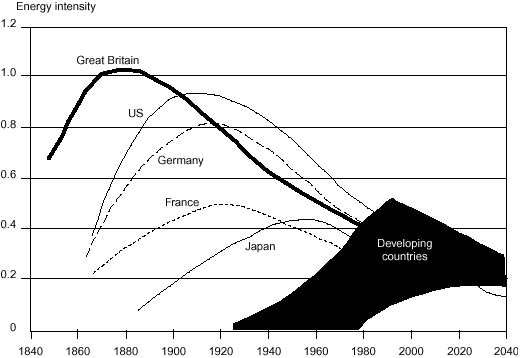 Energy intensity
1.2
1.0
0.8
0.6
0.4
0.2
0
Great Britain
US
Germany
France
Japan
Developing
countries
1840 1860 1880 1900 1920 1940 1960 1980 2000 2020 2040